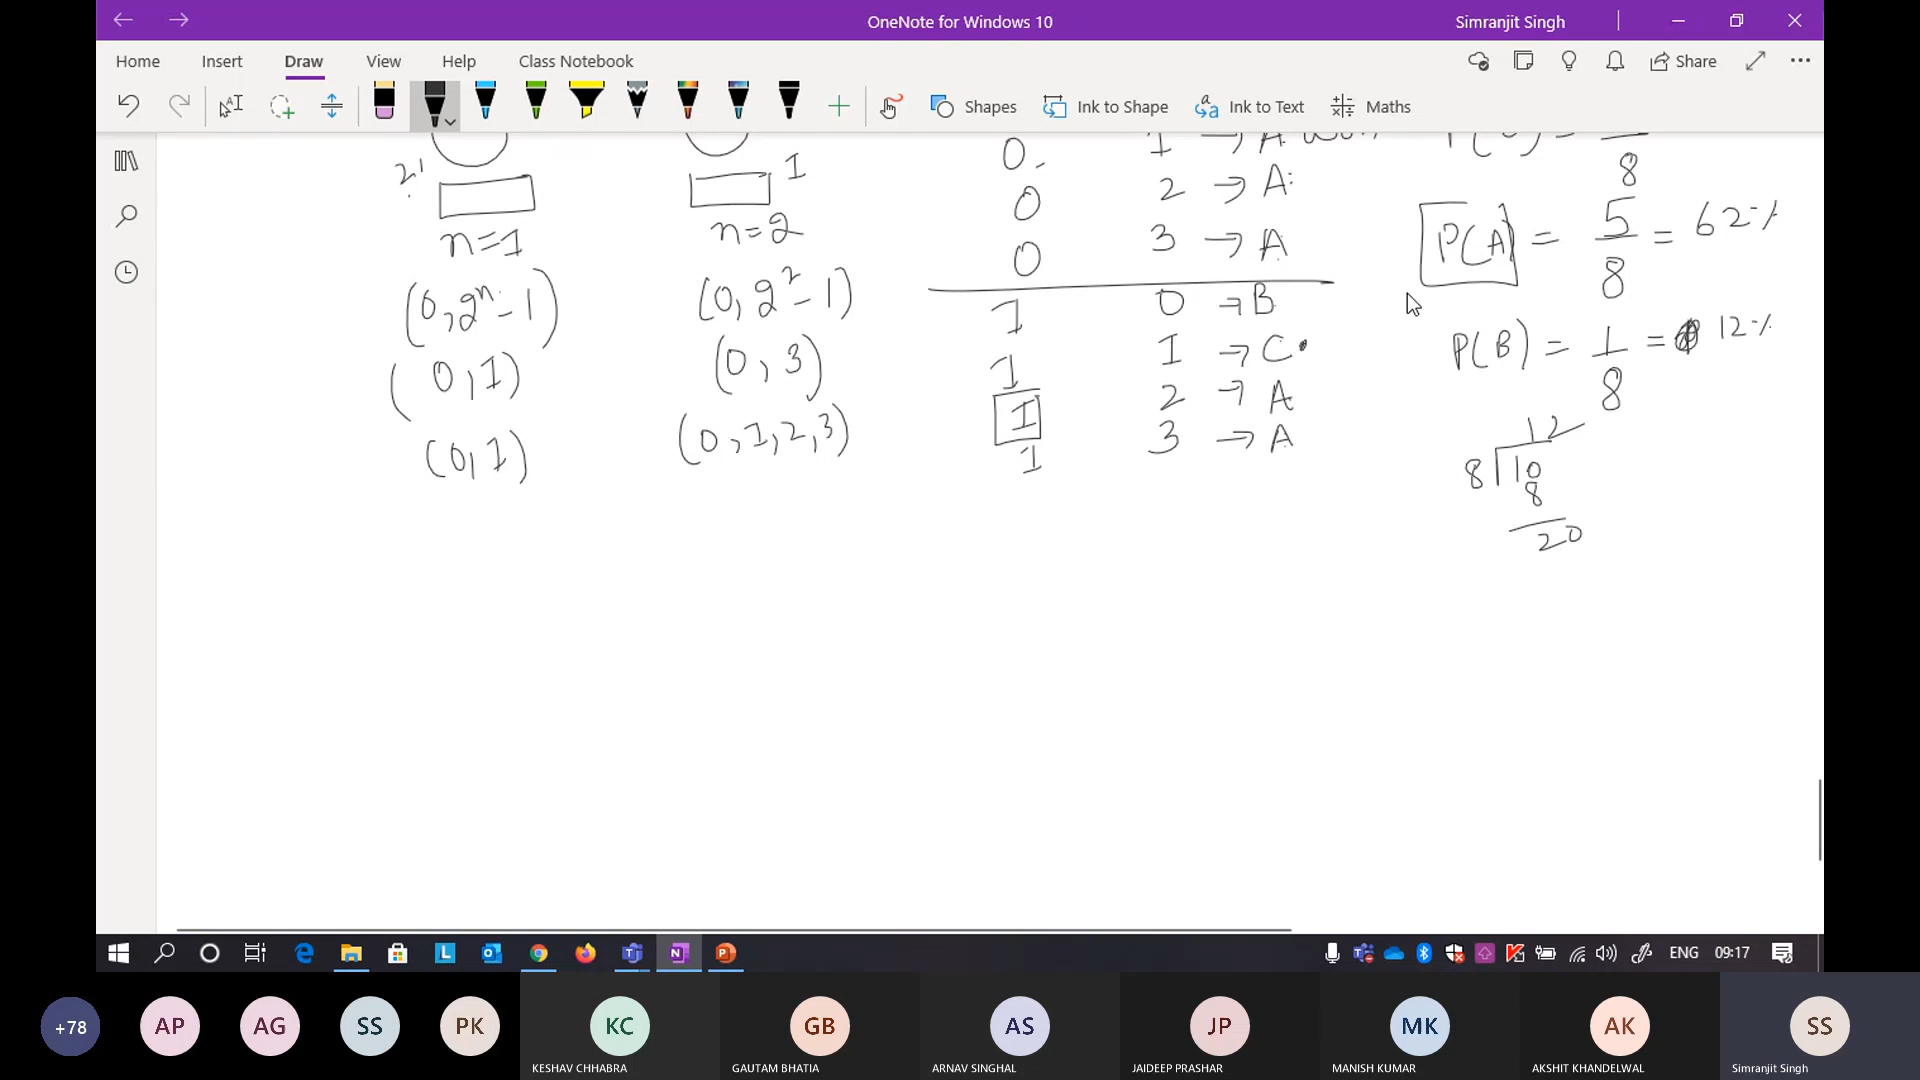 OneNote for Windows 10
Simranjit Singh
Home Insert Draw View Help Class Notebook
Share
Shapes Ink to Shape Ink to Text Maths
2'
n=1
(0, 2ⁿ-1)
(0, 1)
(0, 1)
1
n=2
(0, 2²-1)
(0, 3)
(0, 1, 2, 3)
0. 1 → A
0 2 → A
0 3 → A
1 0 → B
1 1 → C
1 2 → A
1 3 → A
8
P(A) = 5/8 = 62%
P(B) = 1/8 = 12%
12
8 10
8
20
ENG 09:17
+78 AP AG SS PK KC GB AS JP MK AK SS
KESHAV CHHABRA GAUTAM BHATIA ARNAV SINGHAL JAIDEEP PRASHAR MANISH KUMAR AKSHIT KHANDELWAL Simranjit Singh